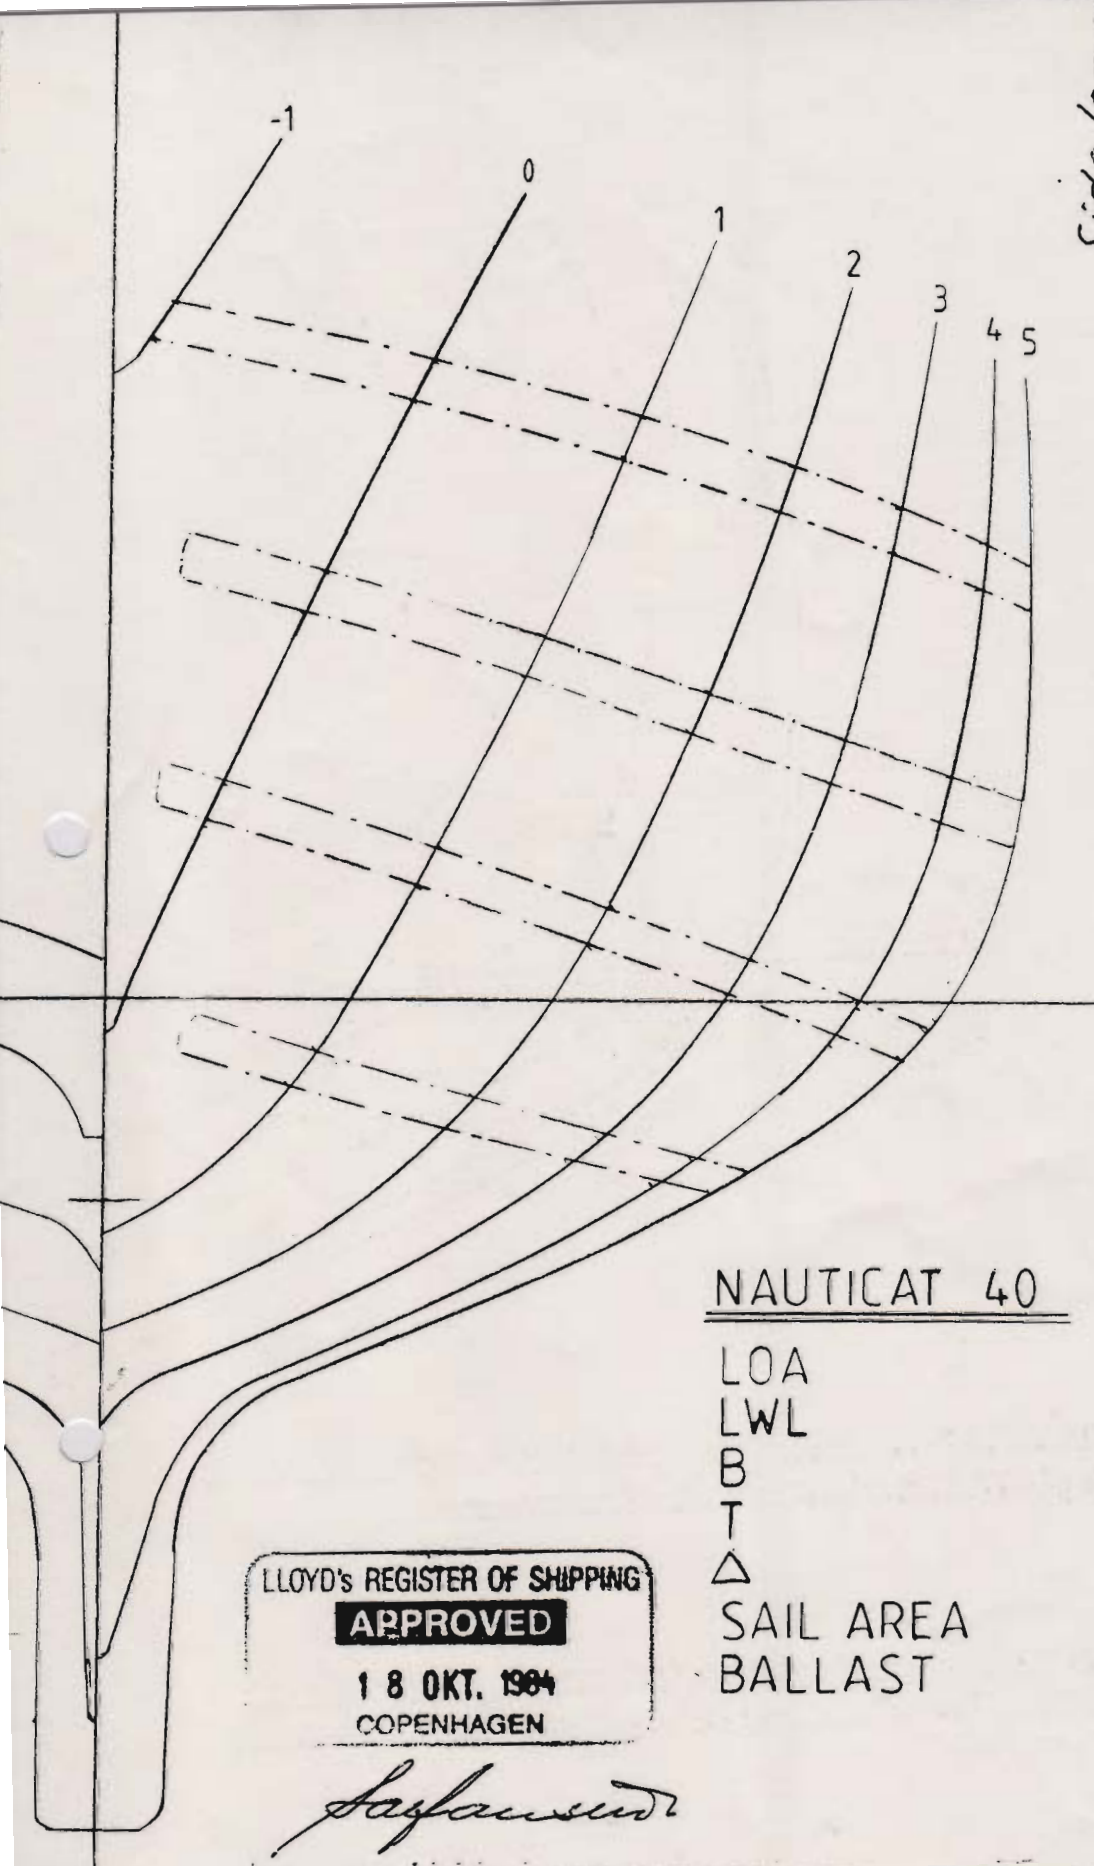 -1
0
1
2
3
4 5
NAUTICAT 40
LOA
LWL
B
T
△
SAIL AREA
BALLAST
LLOYD's REGISTER OF SHIPPING
APPROVED
18 OKT. 1984
COPENHAGEN